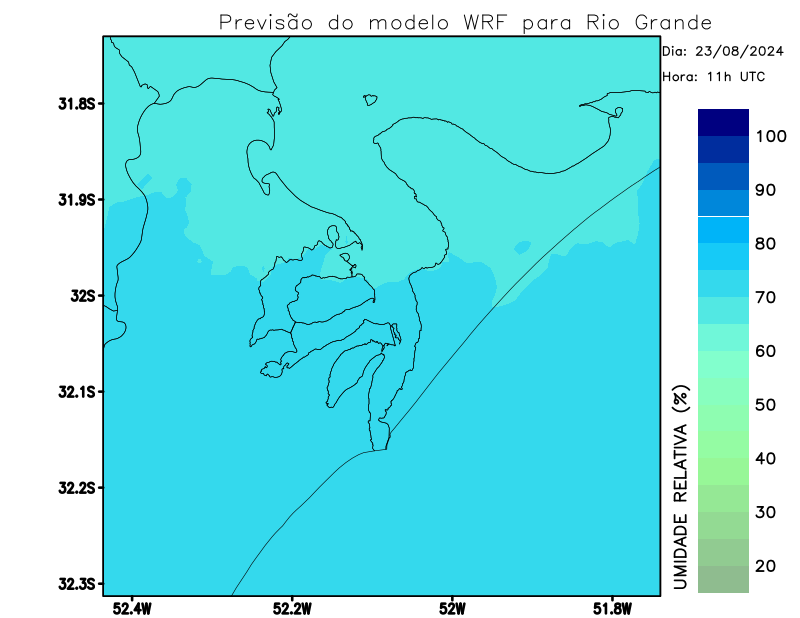 Previsão do modelo WRF para Rio Grande
Dia: 23/08/2024
Hora: 11h UTC
31.8S
31.9S
32S
32.1S
32.2S
32.3S
52.4W
52.2W
52W
51.8W
100
90
80
70
60
50
40
30
20
UMIDADE RELATIVA (%)